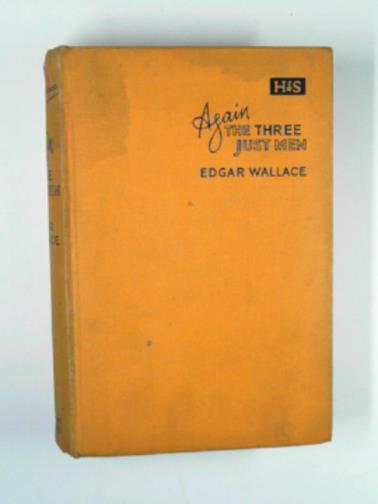 H&S
Again
THE THREE
JUST MEN
EDGAR WALLACE